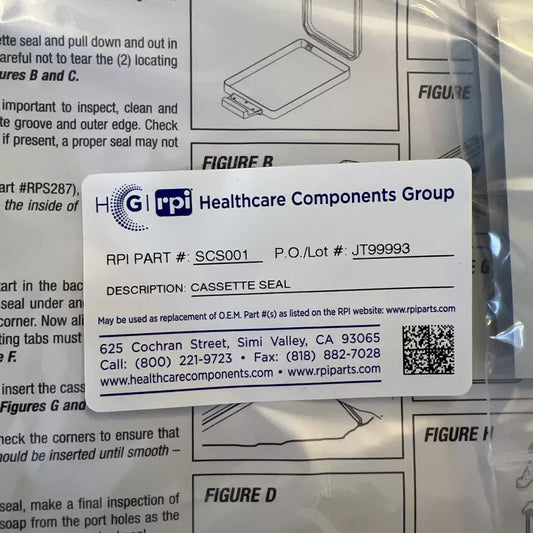 ette seal and pull down and out in
areful not to tear the (2) locating
ures B and C.
important to inspect, clean and
te groove and outer edge. Check
if present, a proper seal may not
FIGURE
FIGURE B
art #RPS287),
the inside of
HCG | rpi Healthcare Components Group
RPI PART #: SCS001 P.O./Lot #: JT99993
DESCRIPTION: CASSETTE SEAL
May be used as replacement of O.E.M. Part #(s) as listed on the RPI website: www.rpiparts.com
625 Cochran Street, Simi Valley, CA 93065
Call: (800) 221-9723 • Fax: (818) 882-7028
www.healthcarecomponents.com • www.rpiparts.com
tart in the bac
seal under and
corner. Now ali
ting tabs must
e F.
insert the cass
Figures G and
heck the corners to ensure that
hould be inserted until smooth –
seal, make a final inspection of
soap from the port holes as the
FIGURE D
FIGURE H
E G